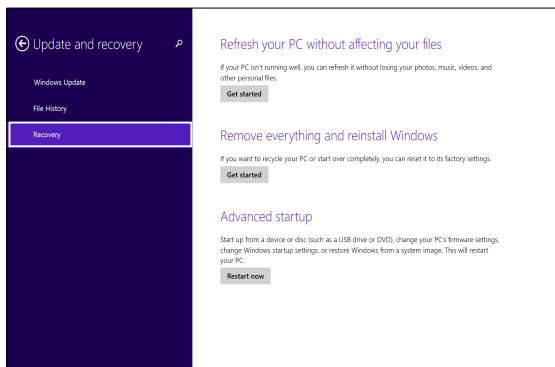 Update and recovery
Windows Update
File History
Recovery
Refresh your PC without affecting your files
If your PC isn't running well, you can refresh it without losing your photos, music, videos, and
other personal files.
Get started
Remove everything and reinstall Windows
If you want to recycle your PC or start over completely, you can reset it to its factory settings.
Get started
Advanced startup
Start up from a device or disc (such as a USB drive or DVD), change your PC's firmware settings,
change Windows startup settings, or restore Windows from a system image. This will restart
your PC.
Restart now